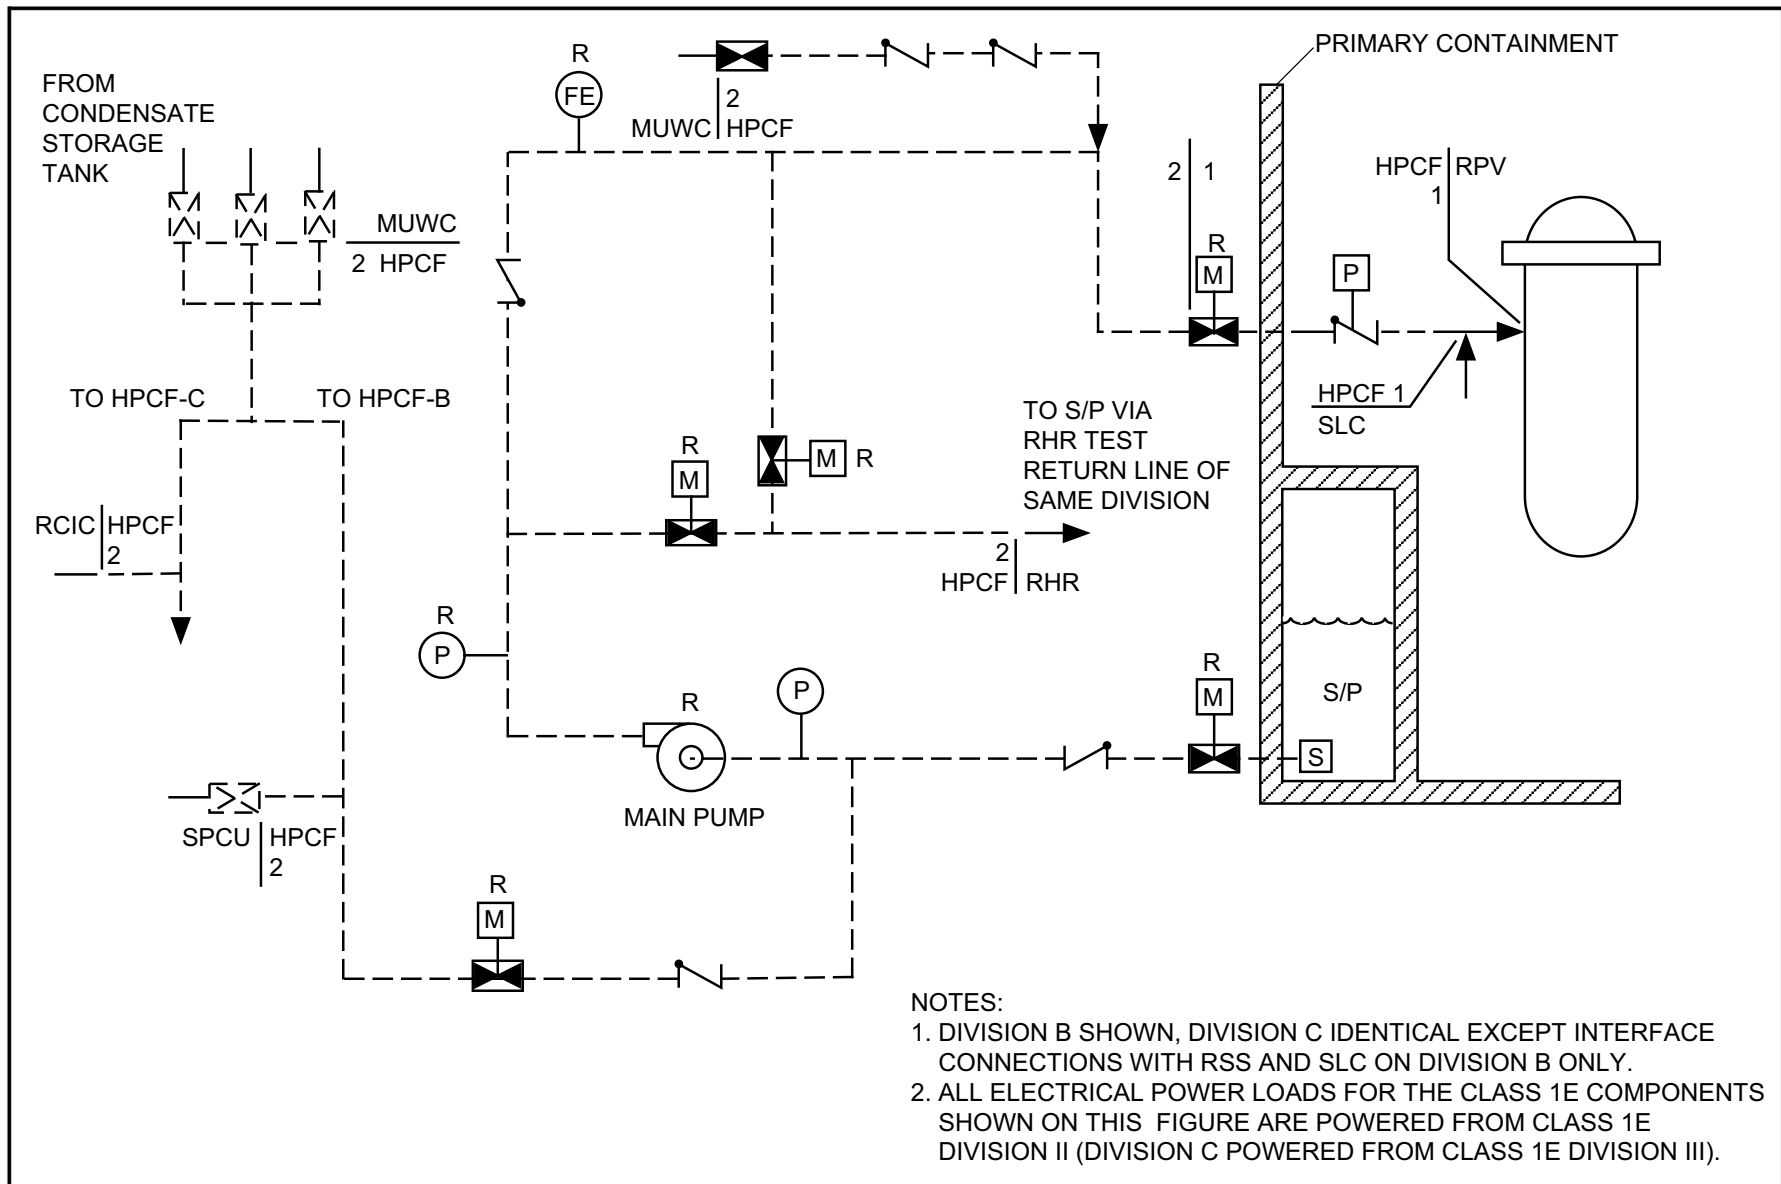 PRIMARY CONTAINMENT
R
FE
2
MUWC HPCF
FROM
CONDENSATE
STORAGE
TANK
MUWC
2 HPCF
2 1
R
M
P
HPCF RPV
1
HPCF 1
SLC
TO HPCF-C
TO HPCF-B
TO S/P VIA
RHR TEST
RETURN LINE OF
SAME DIVISION
R
M
M R
RCIC HPCF
2
2
HPCF RHR
R
P
R
P
MAIN PUMP
R
M
S/P
S
SPCU HPCF
2
R
M
NOTES:
1. DIVISION B SHOWN, DIVISION C IDENTICAL EXCEPT INTERFACE
CONNECTIONS WITH RSS AND SLC ON DIVISION B ONLY.
2. ALL ELECTRICAL POWER LOADS FOR THE CLASS 1E COMPONENTS
SHOWN ON THIS FIGURE ARE POWERED FROM CLASS 1E
DIVISION II (DIVISION C POWERED FROM CLASS 1E DIVISION III).